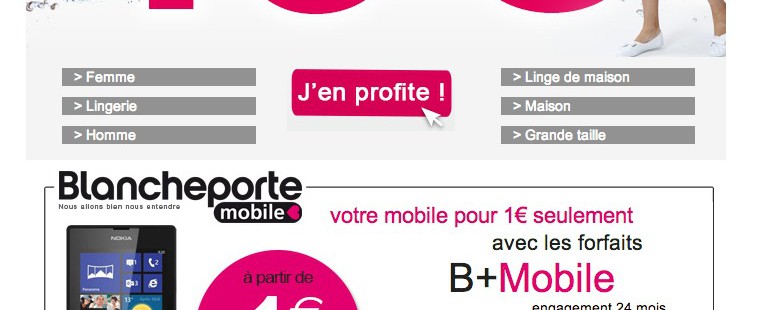 > Femme
> Lingerie
> Homme
J'en profite !
> Linge de maison
> Maison
> Grande taille
Blancheporte
Nous allons bien nous entendre
mobile
votre mobile pour 1€ seulement
avec les forfaits
B+Mobile
engagement 24 mois
NOKIA
Panorama
à partir de
1€